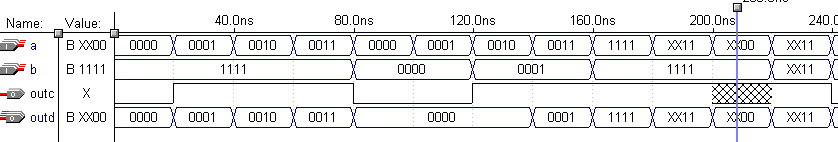 200.0ns
Name: Value: 40.0ns 80.0ns 120.0ns 160.0ns 200.0ns 240.0
a B XX00 0000 0001 0010 0011 0000 0001 0010 0011 1111 XX11 XX00 XX11
b B 1111 1111 0000 0001 1111 XX11
outc X
outd B XX00 0000 0001 0010 0011 0000 0001 1111 XX11 XX00 XX11